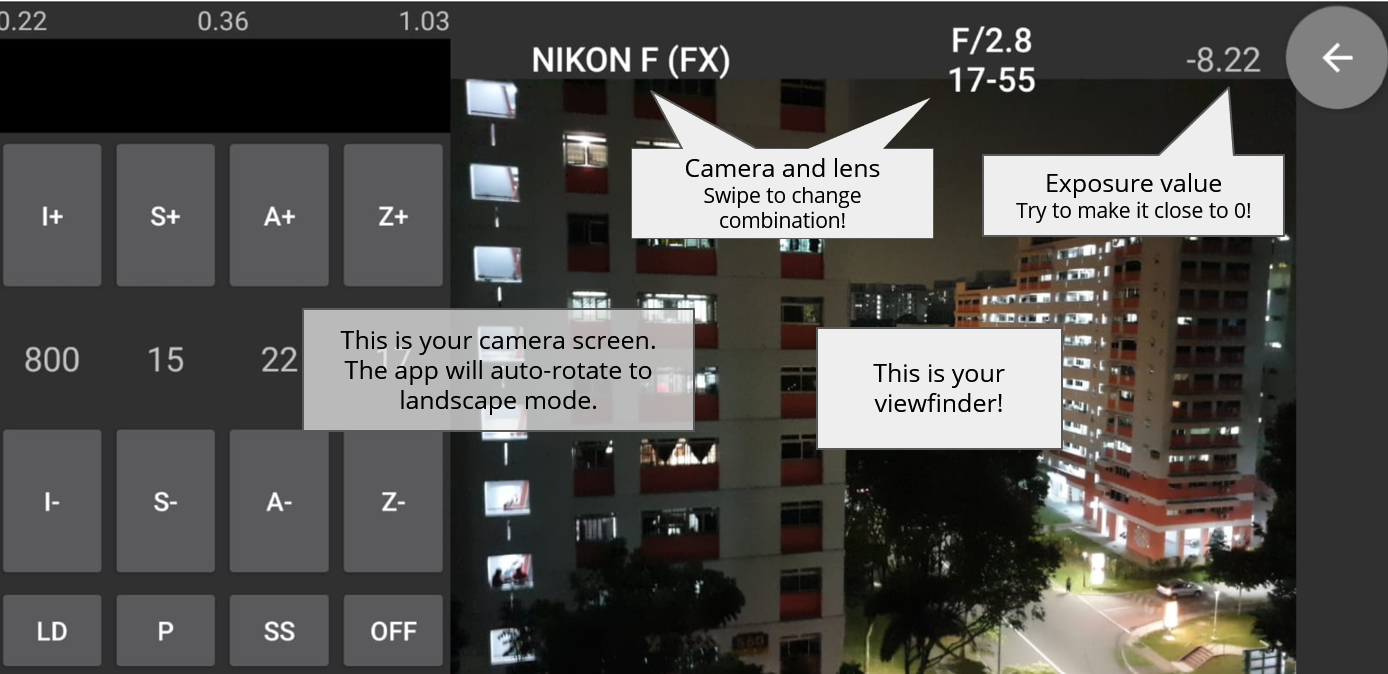 0.22 0.36 1.03
NIKON F (FX)
F/2.8
17-55
-8.22
Camera and lens
Swipe to change
combination!
Exposure value
Try to make it close to 0!
I+ S+ A+ Z+
800 15 22 17
This is your camera screen.
The app will auto-rotate to
landscape mode.
This is your
viewfinder!
I- S- A- Z-
LD P SS OFF